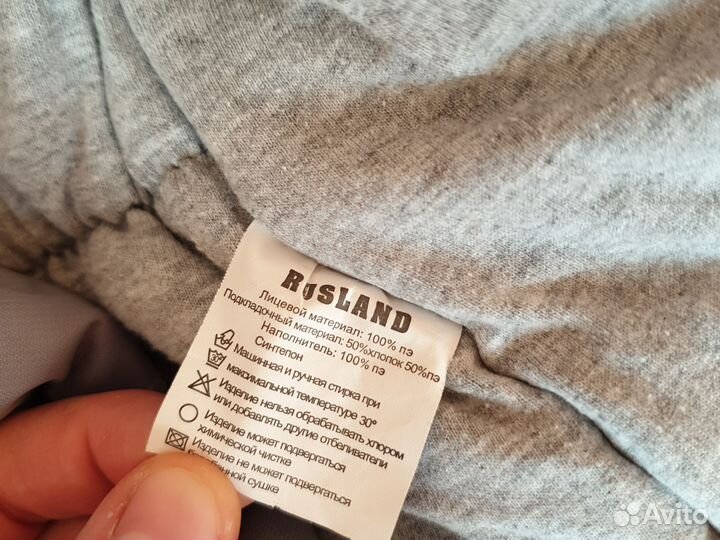 RUSLAND
Лицевой материал: 100% пэ
Подкладочный материал: 50%хлопок 50%пэ
Наполнитель: 100% пэ
Синтепон
30°
Машинная и ручная стирка при
максимальной температуре 30°
Изделие нельзя обрабатывать хлором
или добавлять другие отбеливатели
Изделие может подвергаться
химической чистке
Изделие не может подвергаться
сушке
Avito